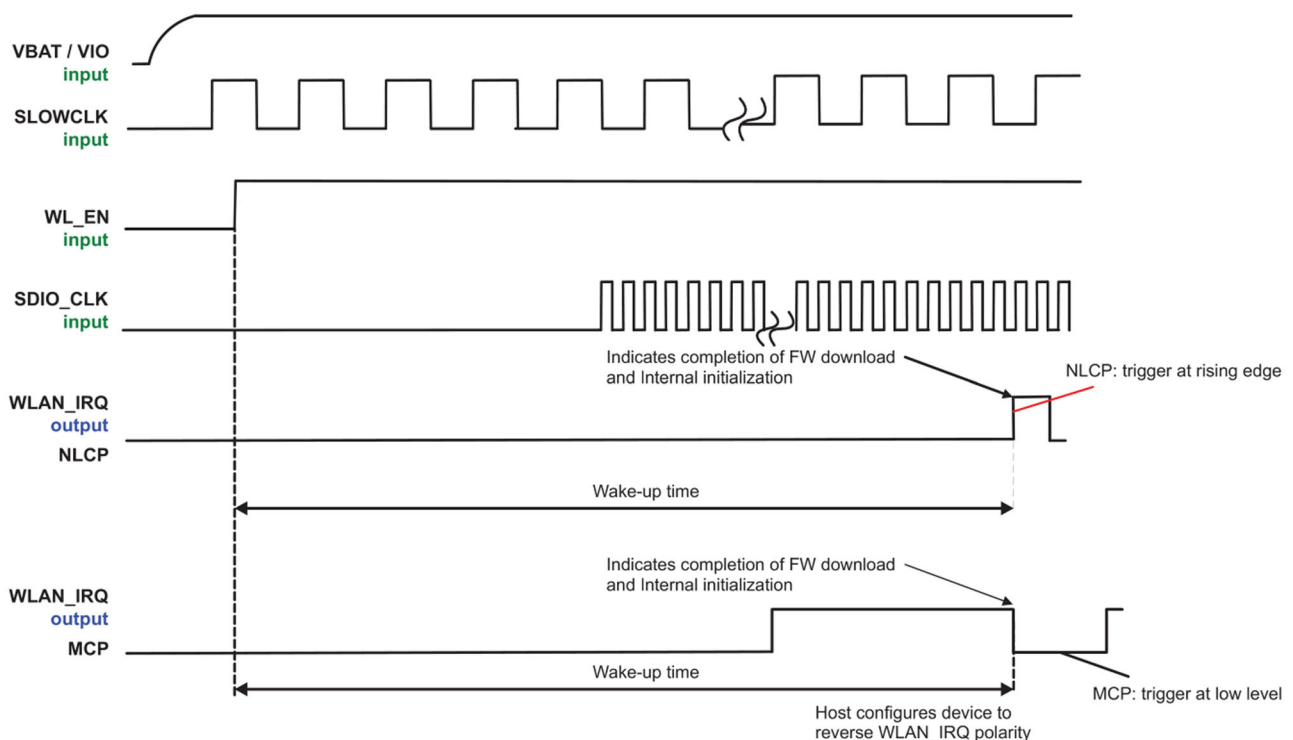 VBAT / VIO
input
SLOWCLK
input
WL_EN
input
SDIO_CLK
input
Indicates completion of FW download
and Internal initialization
NLCP: trigger at rising edge
WLAN_IRQ
output
NLCP
Wake-up time
Indicates completion of FW download
and Internal initialization
WLAN_IRQ
output
MCP
Wake-up time
MCP: trigger at low level
Host configures device to
reverse WLAN_IRQ polarity